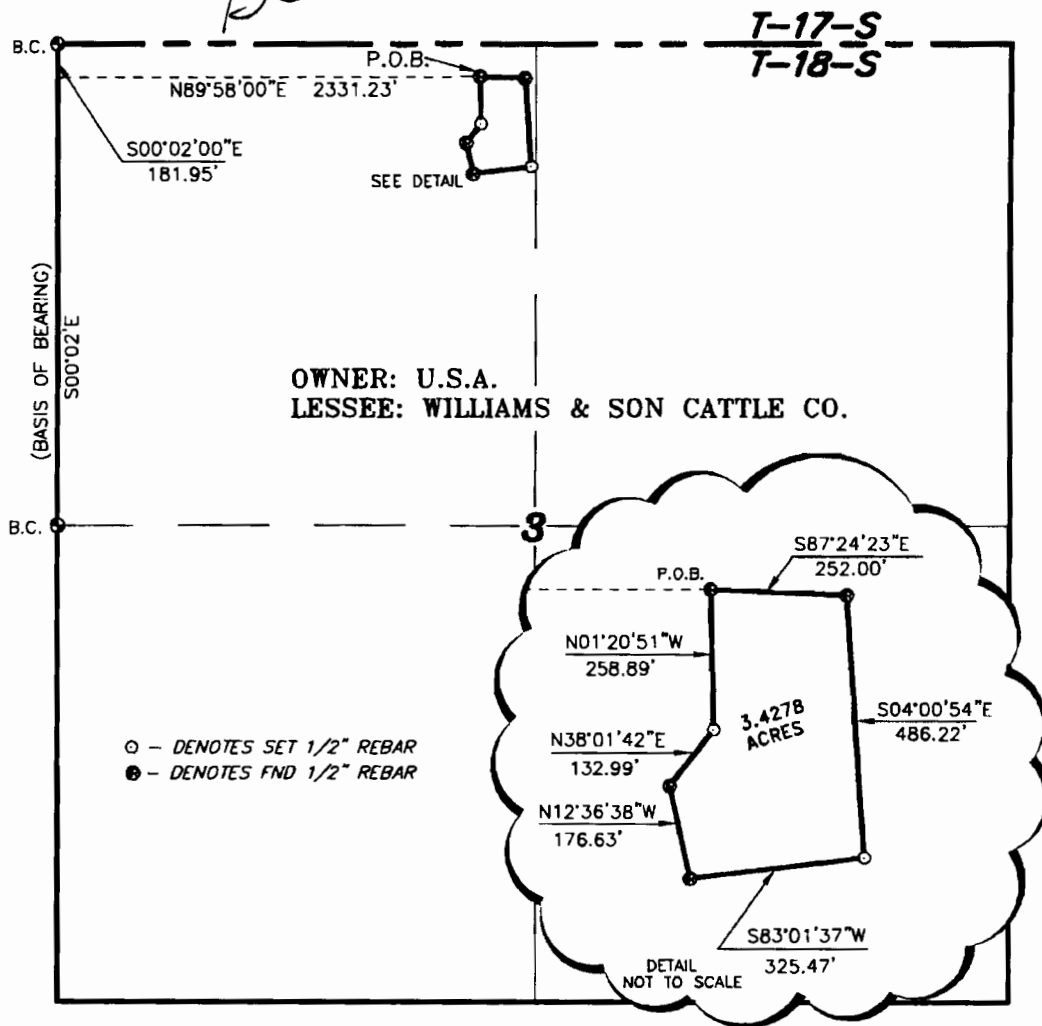 T-17-S
T-18-S
B.C.
P.O.B.
N89°58'00"E 2331.23'
S00°02'00"E
181.95'
SEE DETAIL
(BASIS OF BEARING)
S00°02'E
OWNER: U.S.A.
LESSEE: WILLIAMS & SON CATTLE CO.
B.C.
3
S87°24'23"E
252.00'
P.O.B.
N01°20'51"W
258.89'
3.4278
ACRES
S04°00'54"E
486.22'
N38°01'42"E
132.99'
○ - DENOTES SET 1/2" REBAR
● - DENOTES FND 1/2" REBAR
N12°36'38"W
176.63'
S83°01'37"W
325.47'
DETAIL
NOT TO SCALE